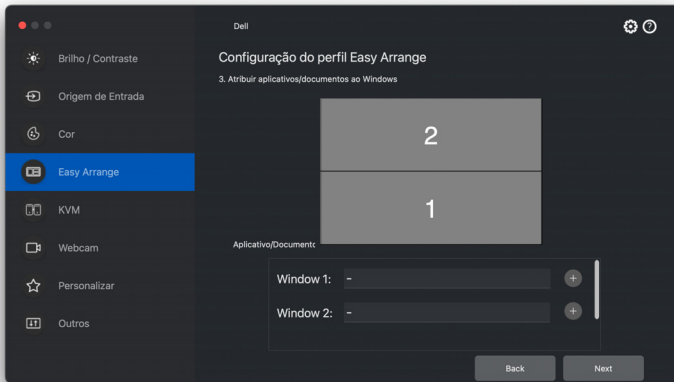 Dell
Brilho / Contraste
Origem de Entrada
Cor
Easy Arrange
KVM
Webcam
Personalizar
Outros
Configuração do perfil Easy Arrange
3. Atribuir aplicativos/documentos ao Windows
2
1
Aplicativo/Documento
Window 1: -
Window 2: -
Back
Next